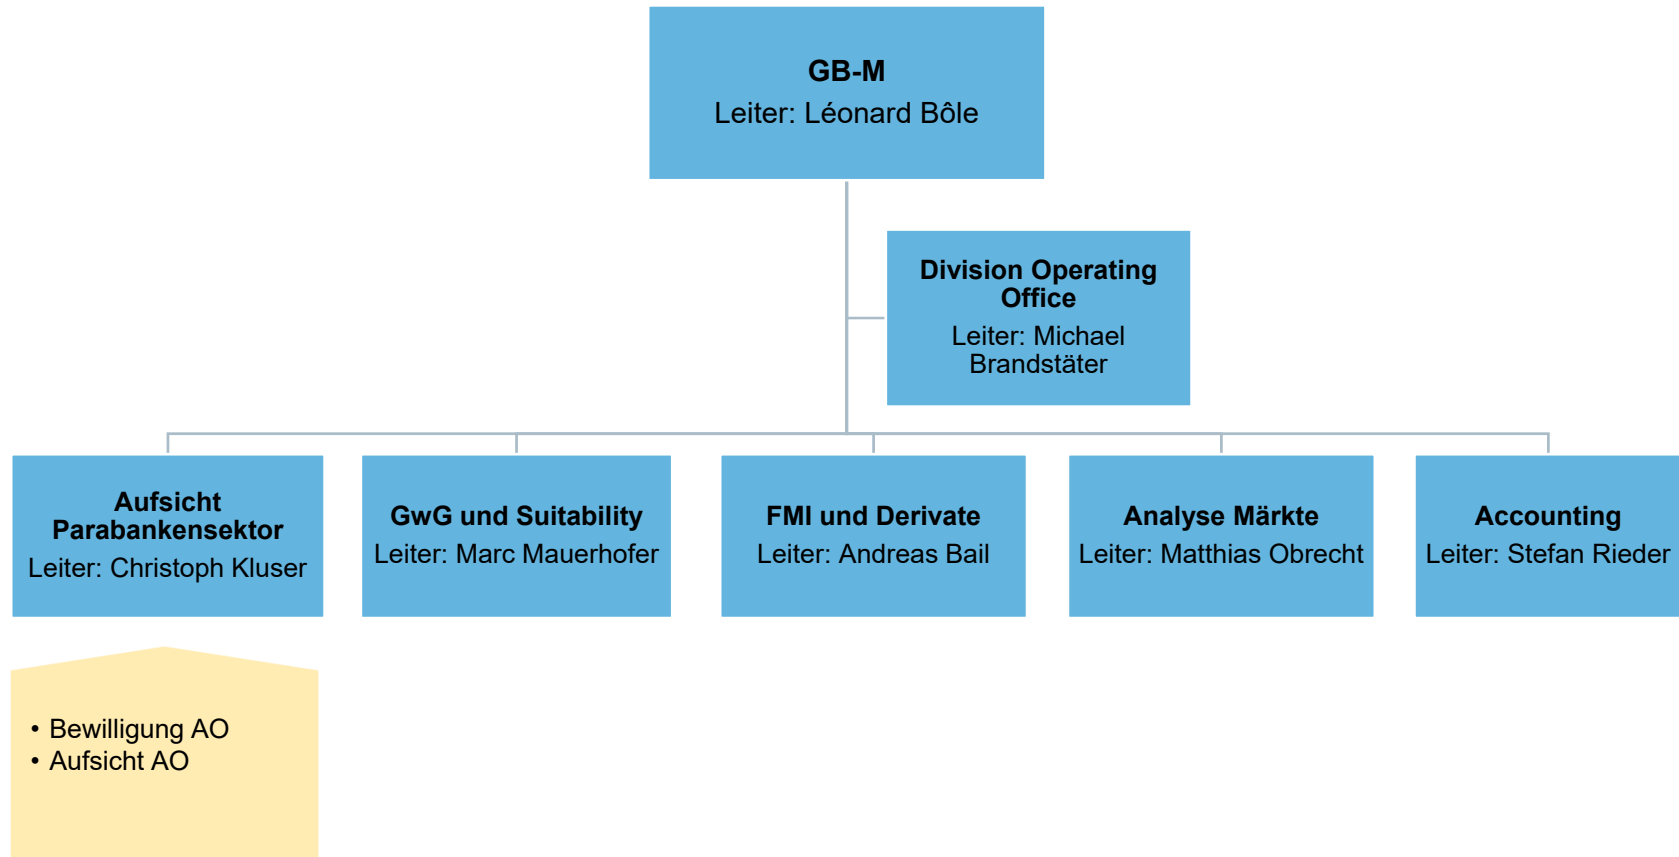 GB-M
Leiter: Léonard Bôle
Division Operating
Office
Leiter: Michael
Brandstäter
Aufsicht
Parabankensektor
Leiter: Christoph Kluser
GwG und Suitability
Leiter: Marc Mauerhofer
FMI und Derivate
Leiter: Andreas Bail
Analyse Märkte
Leiter: Matthias Obrecht
Accounting
Leiter: Stefan Rieder
• Bewilligung AO
• Aufsicht AO